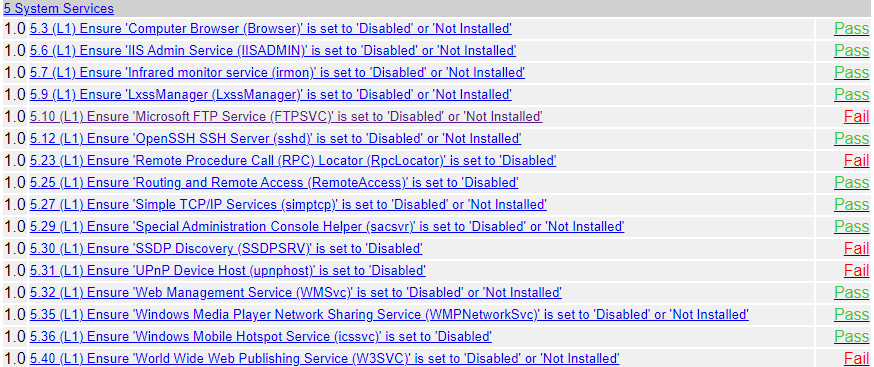 5 System Services
1.0 5.3 (L1) Ensure 'Computer Browser (Browser)' is set to 'Disabled' or 'Not Installed' Pass
1.0 5.6 (L1) Ensure 'IIS Admin Service (IISADMIN)' is set to 'Disabled' or 'Not Installed' Pass
1.0 5.7 (L1) Ensure 'Infrared monitor service (irmon)' is set to 'Disabled' or 'Not Installed' Pass
1.0 5.9 (L1) Ensure 'LxssManager (LxssManager)' is set to 'Disabled' or 'Not Installed' Pass
1.0 5.10 (L1) Ensure 'Microsoft FTP Service (FTPSVC)' is set to 'Disabled' or 'Not Installed' Fail
1.0 5.12 (L1) Ensure 'OpenSSH SSH Server (sshd)' is set to 'Disabled' or 'Not Installed' Pass
1.0 5.23 (L1) Ensure 'Remote Procedure Call (RPC) Locator (RpcLocator)' is set to 'Disabled' Fail
1.0 5.25 (L1) Ensure 'Routing and Remote Access (RemoteAccess)' is set to 'Disabled' Pass
1.0 5.27 (L1) Ensure 'Simple TCP/IP Services (simptcp)' is set to 'Disabled' or 'Not Installed' Pass
1.0 5.29 (L1) Ensure 'Special Administration Console Helper (sacsvr)' is set to 'Disabled' or 'Not Installed' Pass
1.0 5.30 (L1) Ensure 'SSDP Discovery (SSDPSRV)' is set to 'Disabled' Fail
1.0 5.31 (L1) Ensure 'UPnP Device Host (upnphost)' is set to 'Disabled' Fail
1.0 5.32 (L1) Ensure 'Web Management Service (WMSvc)' is set to 'Disabled' or 'Not Installed' Pass
1.0 5.35 (L1) Ensure 'Windows Media Player Network Sharing Service (WMPNetworkSvc)' is set to 'Disabled' or 'Not Installed' Pass
1.0 5.36 (L1) Ensure 'Windows Mobile Hotspot Service (icssvc)' is set to 'Disabled' Pass
1.0 5.40 (L1) Ensure 'World Wide Web Publishing Service (W3SVC)' is set to 'Disabled' or 'Not Installed' Fail